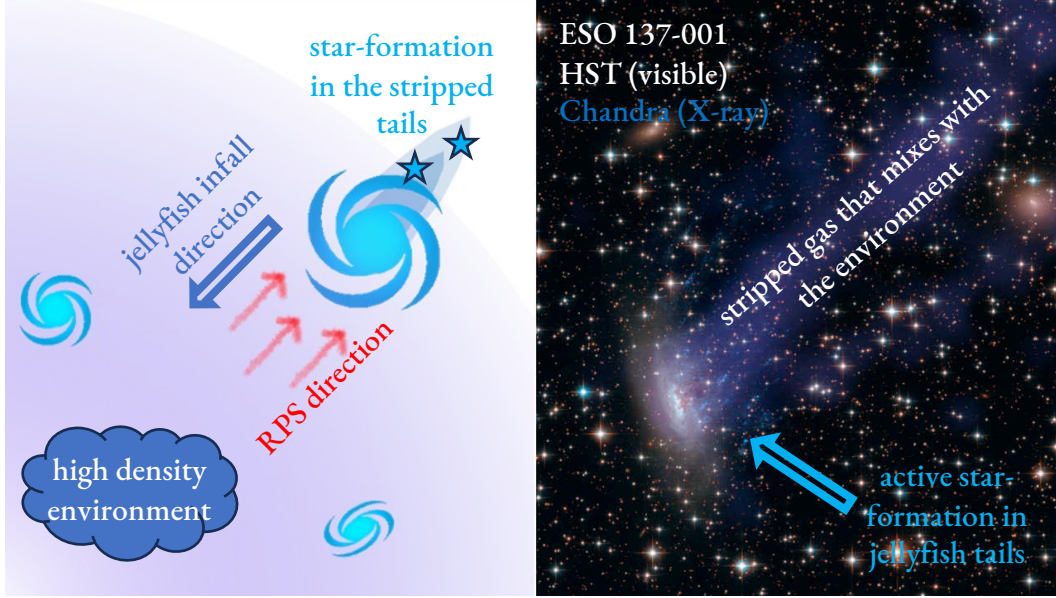 star-formation
in the stripped
tails
jellyfish infall
direction
RPS direction
high density
environment
ESO 137-001
HST (visible)
Chandra (X-ray)
stripped gas that mixes with
the environment
active star-
formation in
jellyfish tails